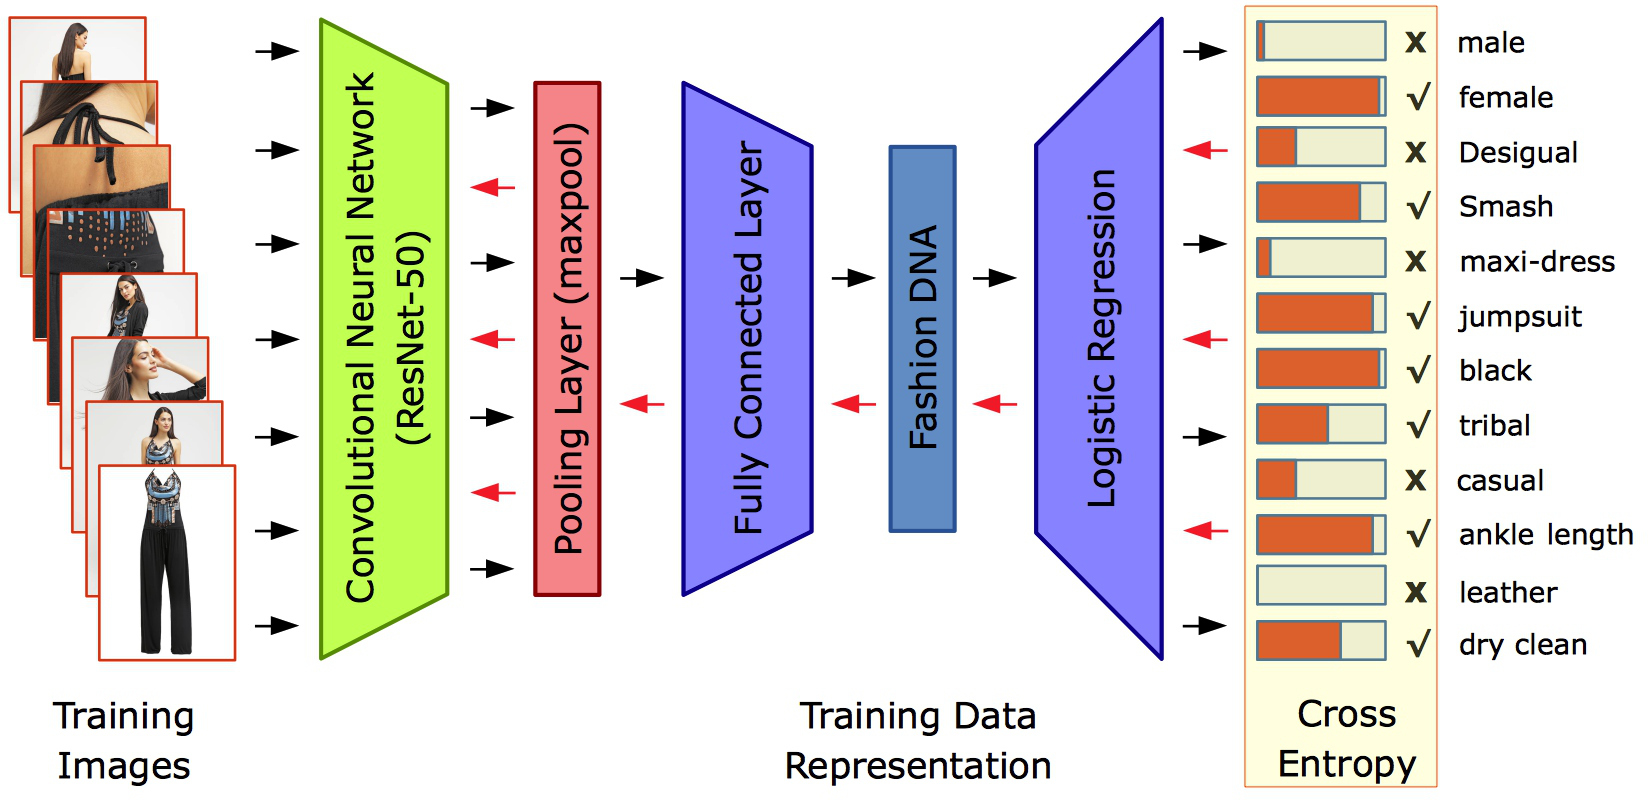 Convolutional Neural Network
(ResNet-50)
Pooling Layer (maxpool)
Fully Connected Layer
Fashion DNA
Logistic Regression
X male
√ female
X Desigual
√ Smash
X maxi-dress
√ jumpsuit
√ black
√ tribal
X casual
√ ankle length
X leather
√ dry clean
Training
Images
Training Data
Representation
Cross
Entropy